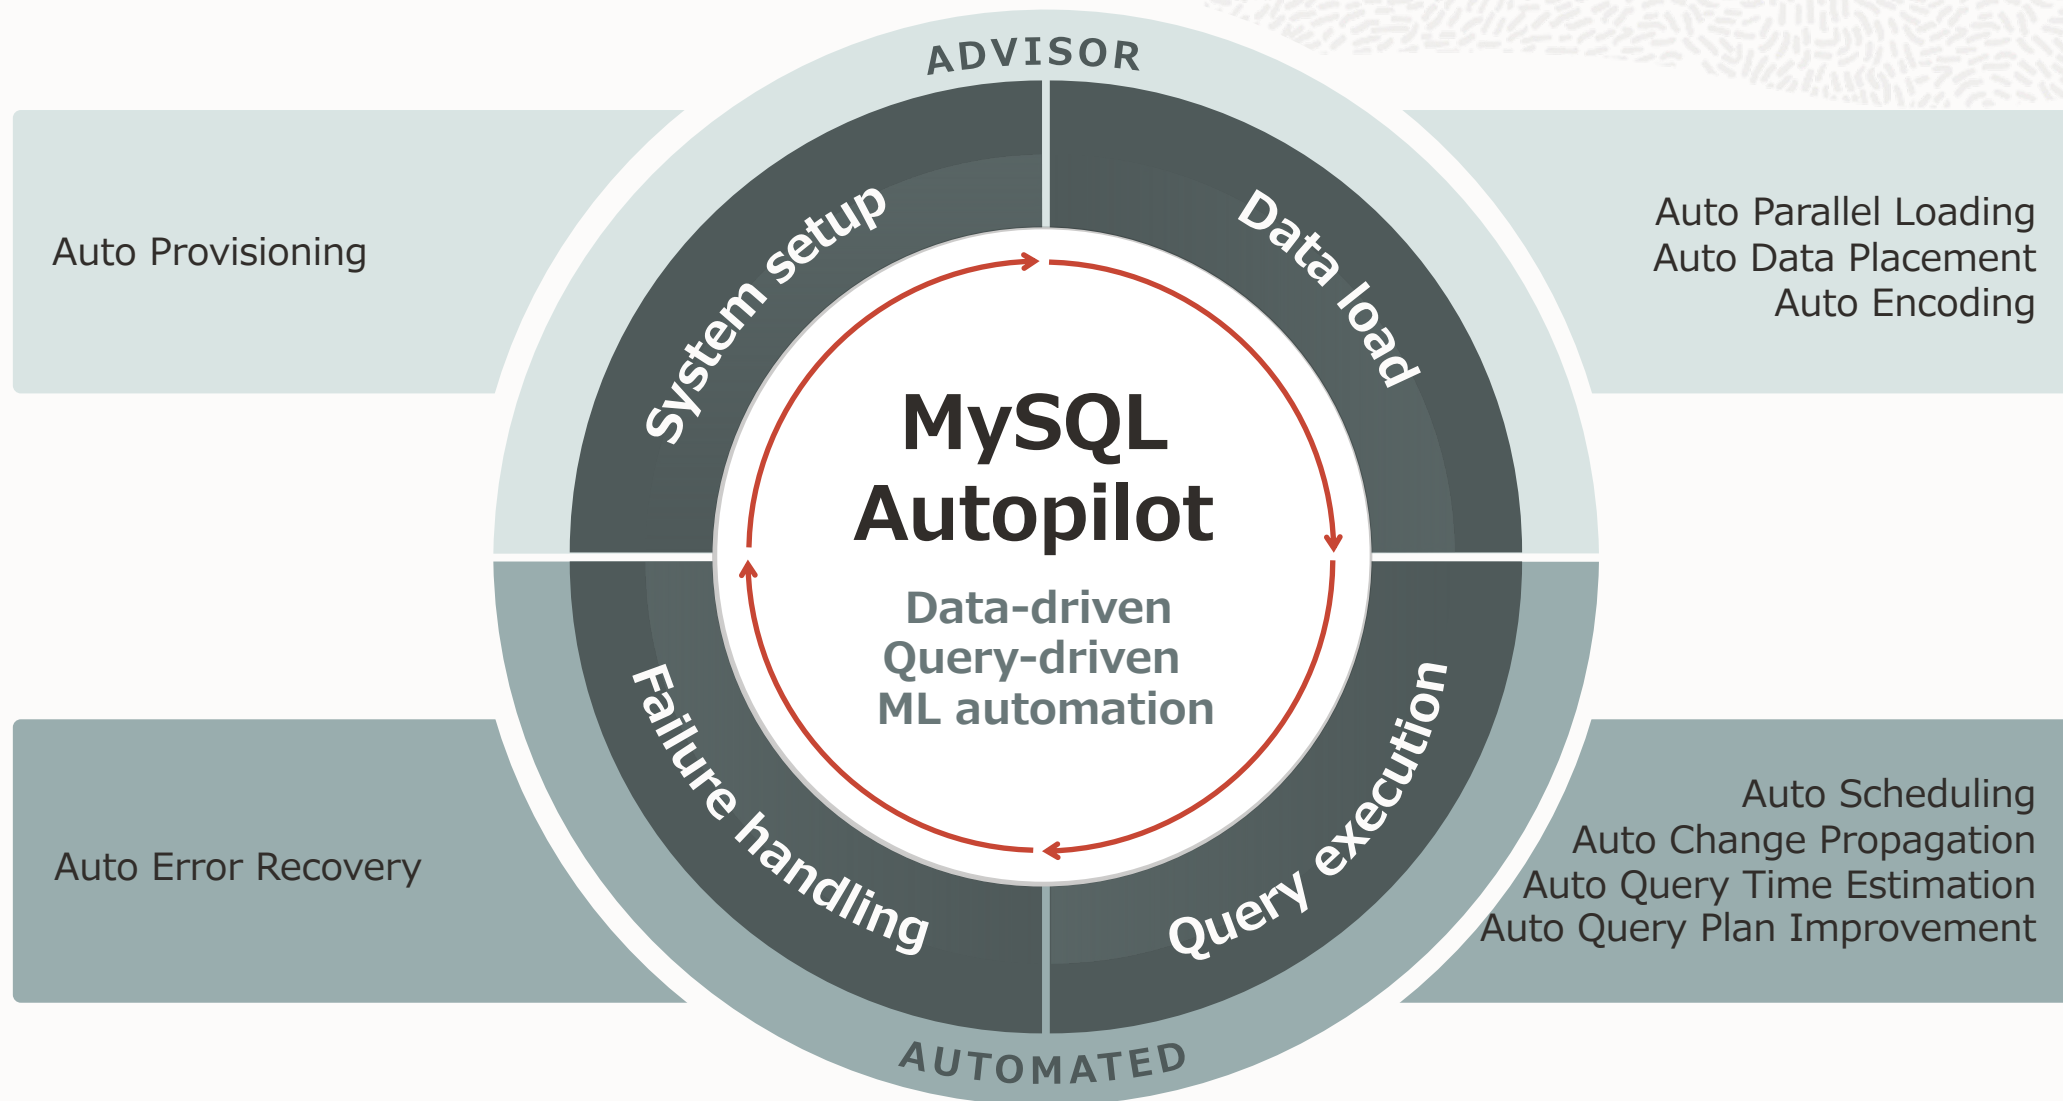 ADVISOR
Auto Provisioning
System setup
Data load
Auto Parallel Loading
Auto Data Placement
Auto Encoding
MySQL
Autopilot
Data-driven
Query-driven
ML automation
Auto Error Recovery
Failure handling
Query execution
Auto Scheduling
Auto Change Propagation
Auto Query Time Estimation
Auto Query Plan Improvement
AUTOMATED